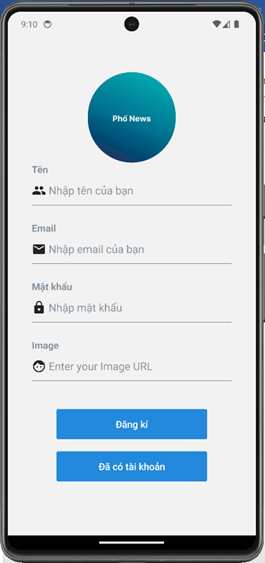 9:10
Phố News
Tên
Nhập tên của bạn
Email
Nhập email của bạn
Mật khẩu
Nhập mật khẩu
Image
Enter your Image URL
Đăng kí
Đã có tài khoản